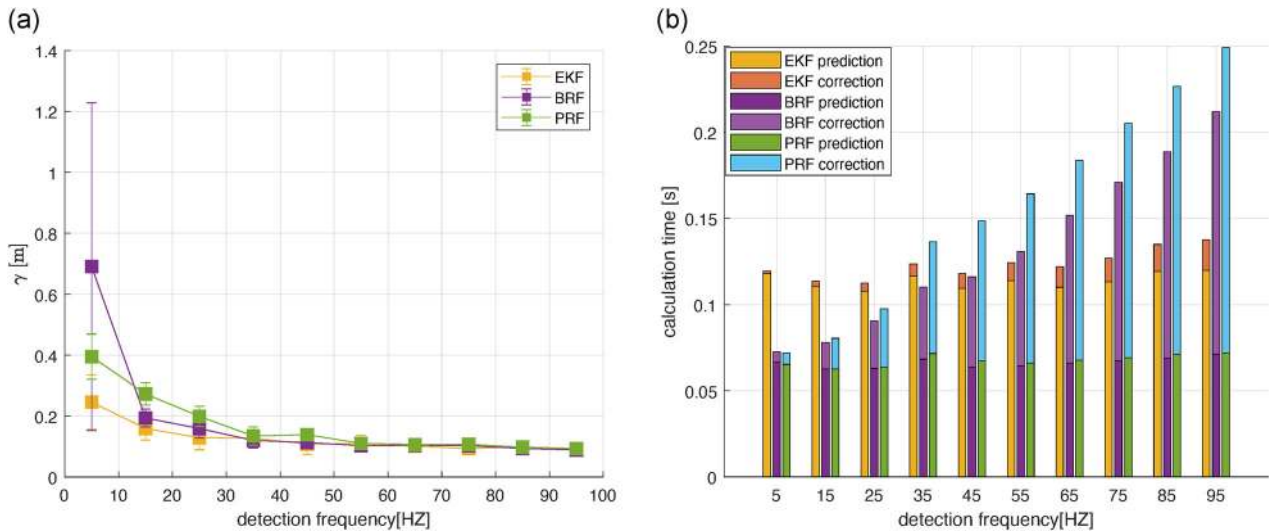 (a)
1.4
1.2
1
0.8
0.6
0.4
0.2
0
γ [m]
EKF
BRF
PRF
0 10 20 30 40 50 60 70 80 90 100
detection frequency[HZ]
(b)
0.25
0.2
0.15
0.1
0.05
0
calculation time [s]
EKF prediction
EKF correction
BRF prediction
BRF correction
PRF prediction
PRF correction
5 15 25 35 45 55 65 75 85 95
detection frequency[HZ]